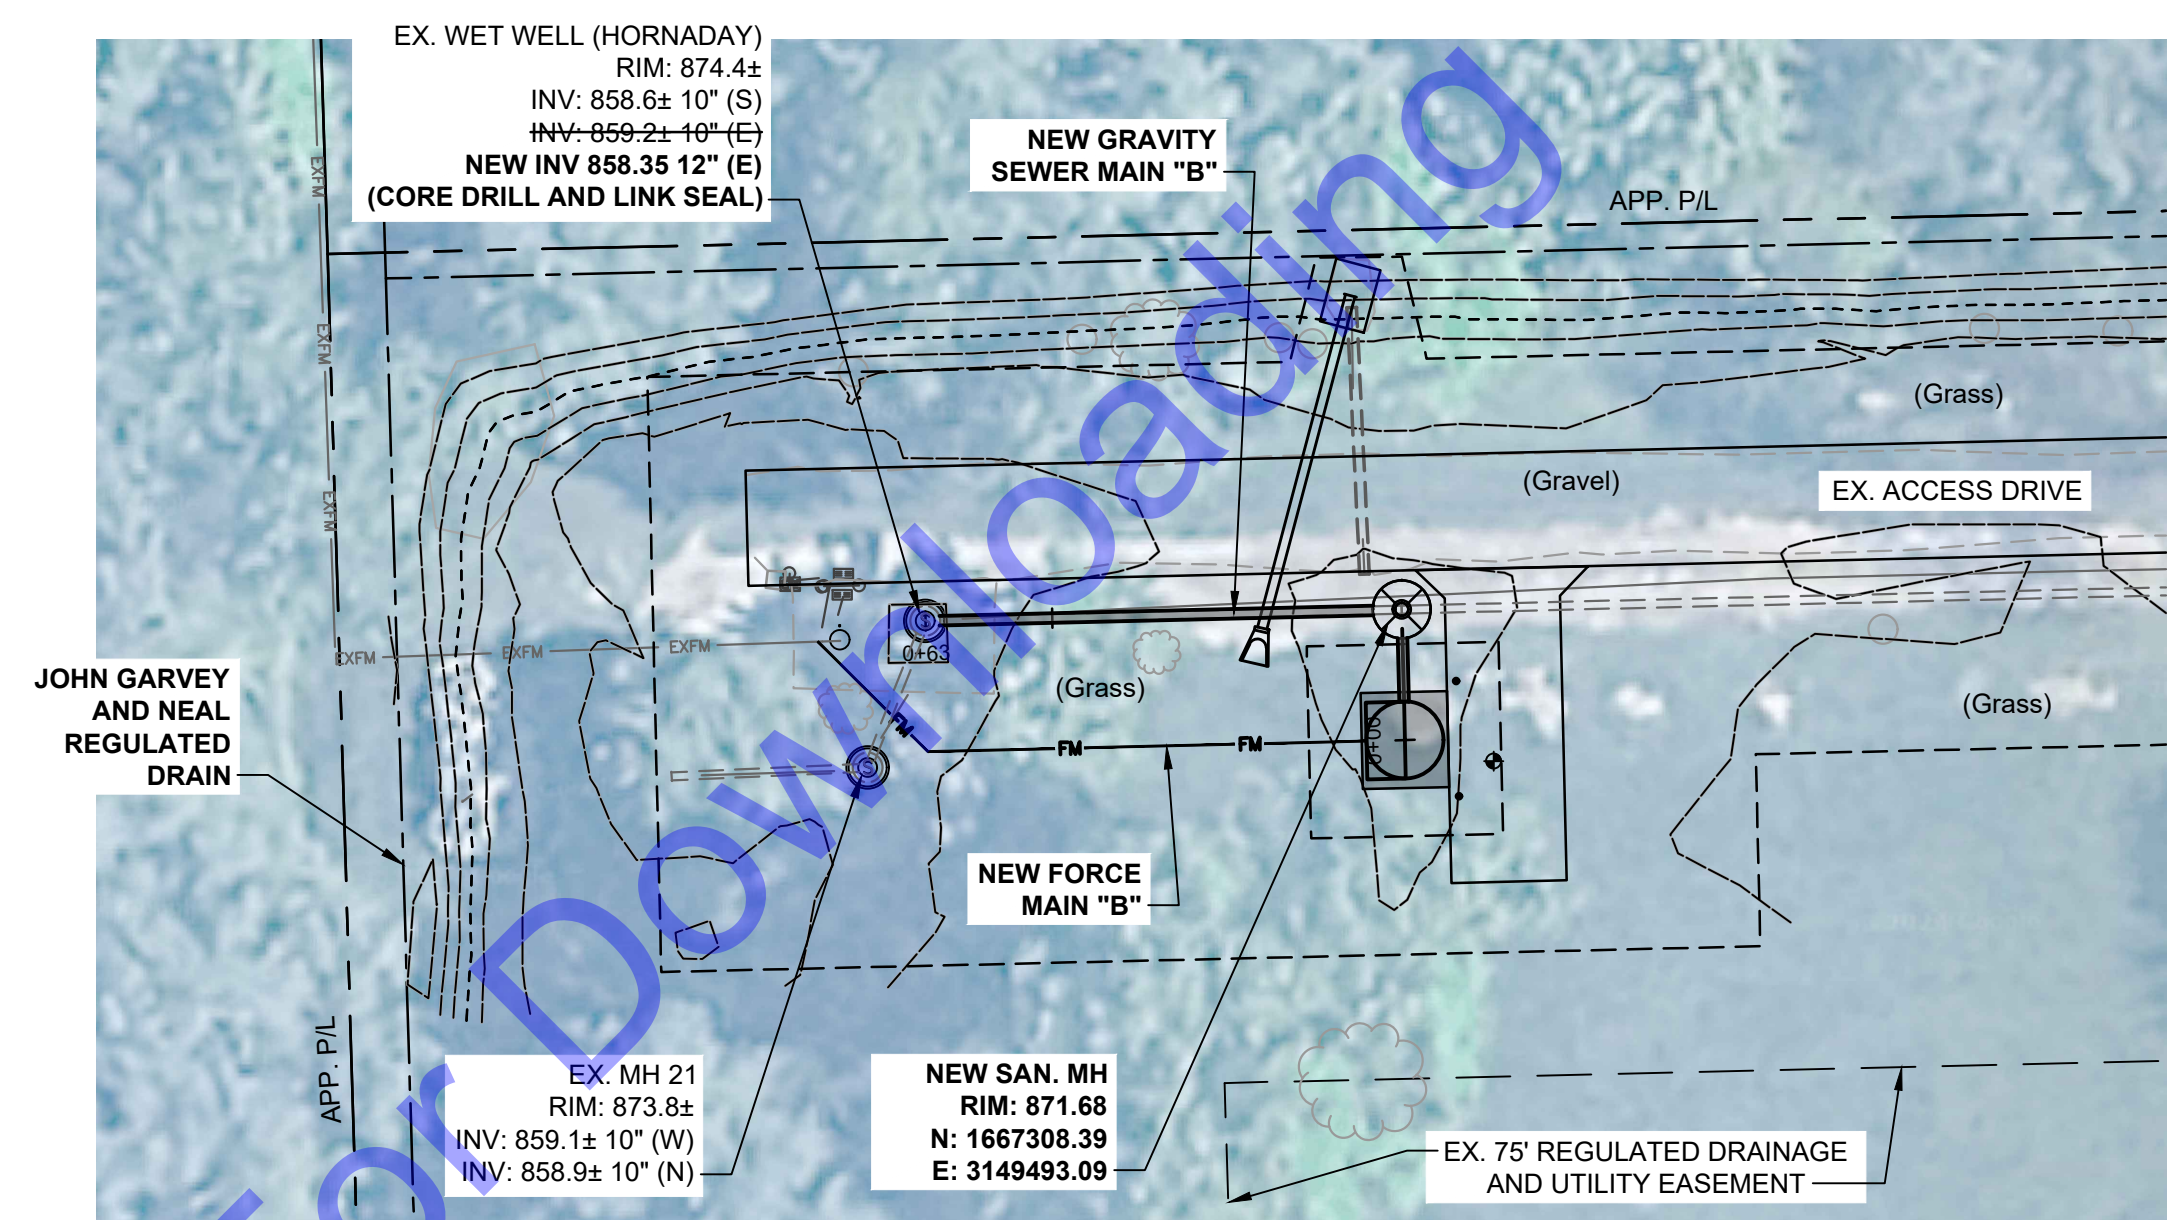 EX. WET WELL (HORNADAY)
RIM: 874.4±
INV: 858.6± 10" (S)
INV: 859.2± 10" (E)
NEW INV 858.35 12" (E)
(CORE DRILL AND LINK SEAL)
NEW GRAVITY
SEWER MAIN "B"
APP. P/L
EXFM
EXFM
EXFM
(Grass)
(Gravel)
EX. ACCESS DRIVE
EXFM
EXFM
EXFM
S
0+63
(Grass)
(Grass)
FM
FM
FM
0+00
S
JOHN GARVEY
AND NEAL
REGULATED
DRAIN
NEW FORCE
MAIN "B"
APP. P/L
EX. MH 21
RIM: 873.8±
INV: 859.1± 10" (W)
INV: 858.9± 10" (N)
NEW SAN. MH
RIM: 871.68
N: 1667308.39
E: 3149493.09
EX. 75' REGULATED DRAINAGE
AND UTILITY EASEMENT
For Downloading